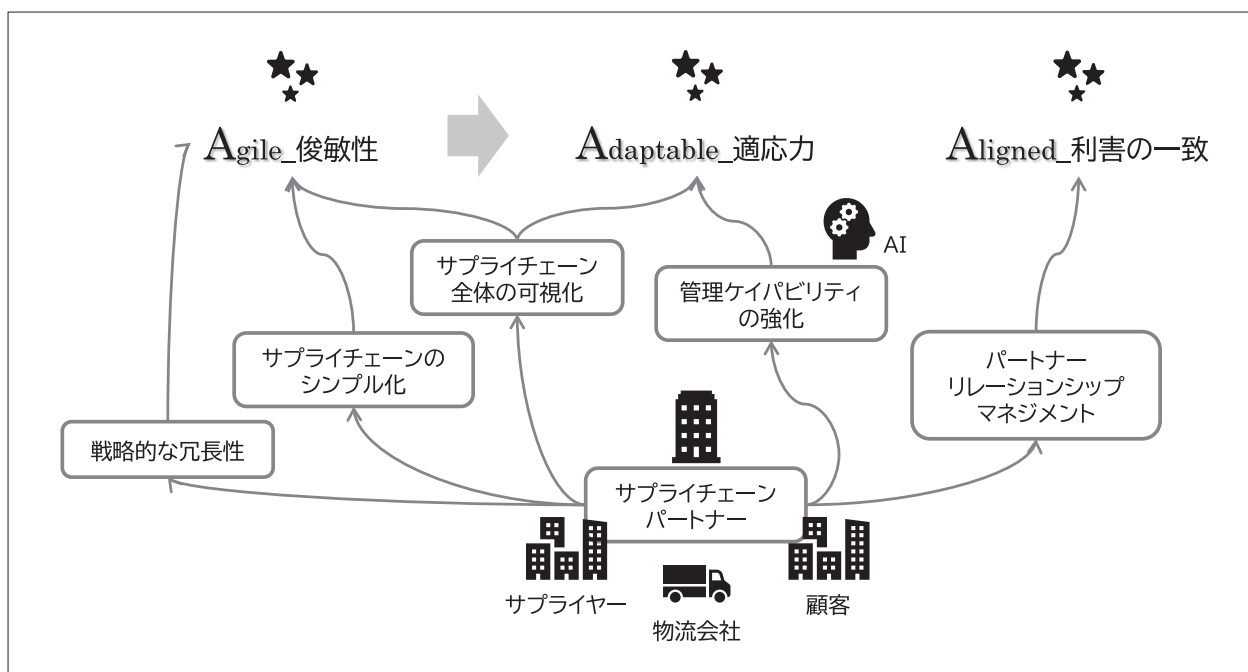 Agile_俊敏性
Adaptable_適応力
Aligned_利害の一致
AI
サプライチェーン
全体の可視化
管理ケイパビリティ
の強化
サプライチェーンの
シンプル化
パートナー
リレーションシップ
マネジメント
戦略的な冗長性
サプライチェーン
パートナー
サプライヤー
物流会社
顧客